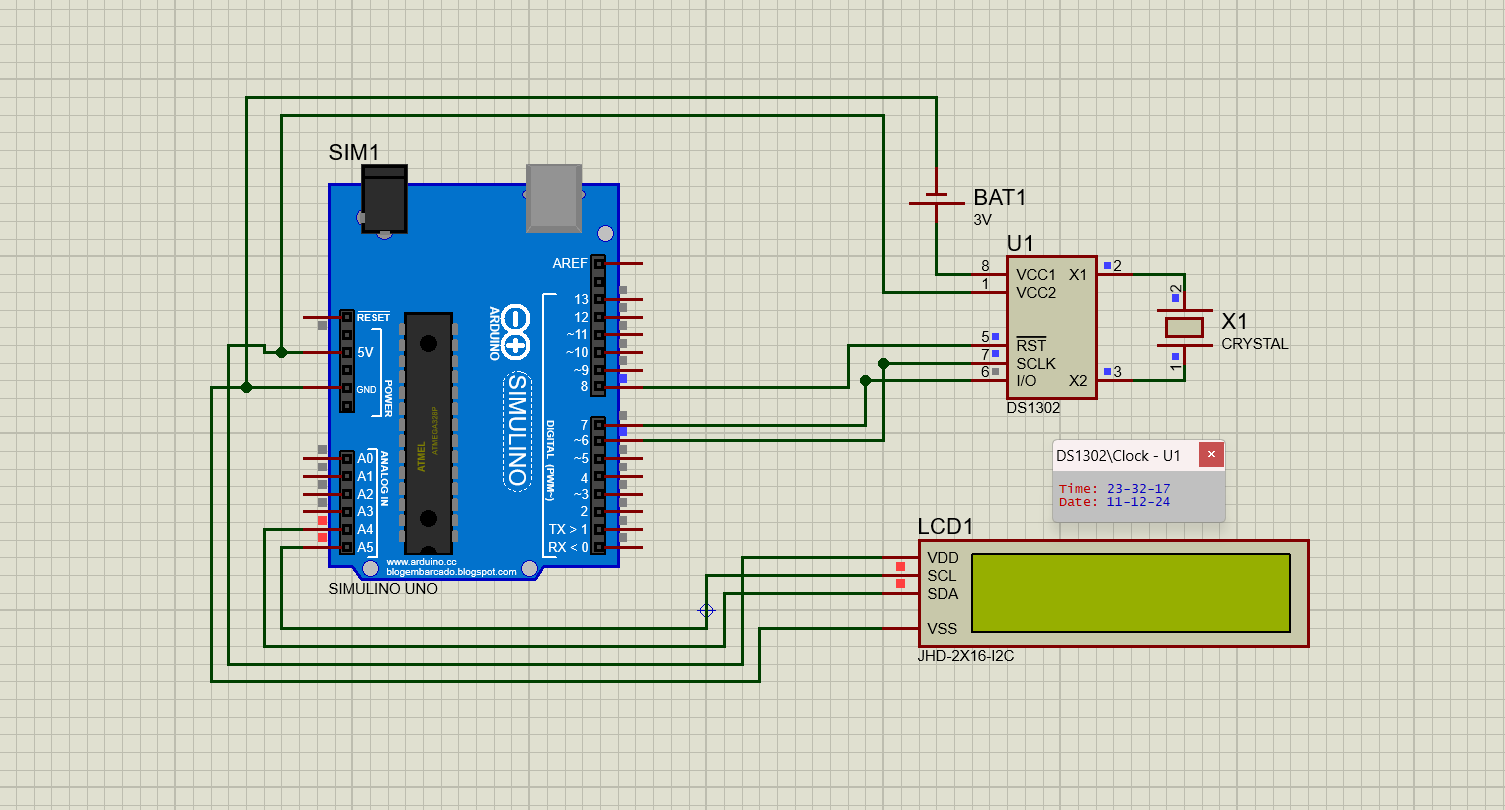 SIM1
BAT1
3V
U1
AREF
8 VCC1 X1 2
1 VCC2
2
13
RESET
12
~11
5 RST
X1
CRYSTAL
ARDUINO
5V
~10
7 SCLK
~9
6 I/O X2 3
1
GND
8
DS1302
POWER
SIMULINO
ATMEGA328P
ATMEL
7
~6
DIGITAL (PWM~)
ANALOG IN
A0
~5
DS1302\Clock - U1
A1
4
Time: 23-32-17
A2
~3
Date: 11-12-24
A3
2
A4
TX > 1
LCD1
A5
RX < 0
www.arduino.cc
blogembarcado.blogspot.com
SIMULINO UNO
VDD
SCL
SDA
VSS
JHD-2X16-I2C